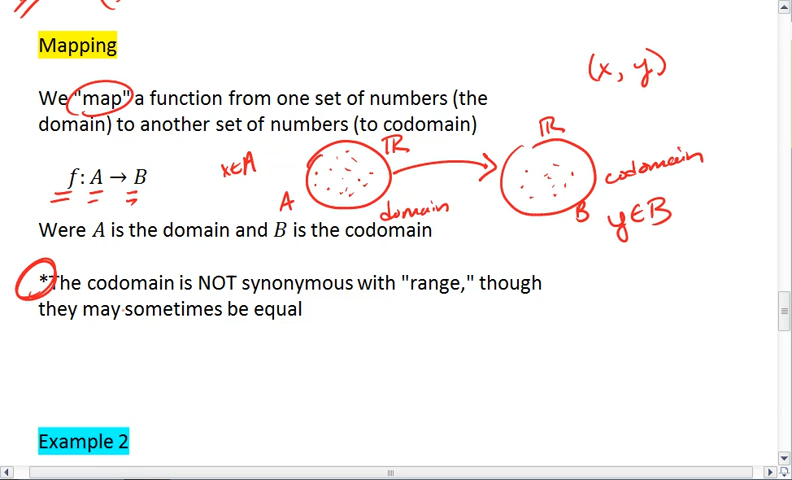 Mapping
(x, y)
We "map" a function from one set of numbers (the
domain) to another set of numbers (to codomain)
x∈A
ℝ
ℝ
codomain
f: A → B
A
domain
B
y∈B
Were A is the domain and B is the codomain
*The codomain is NOT synonymous with "range," though
they may sometimes be equal
Example 2